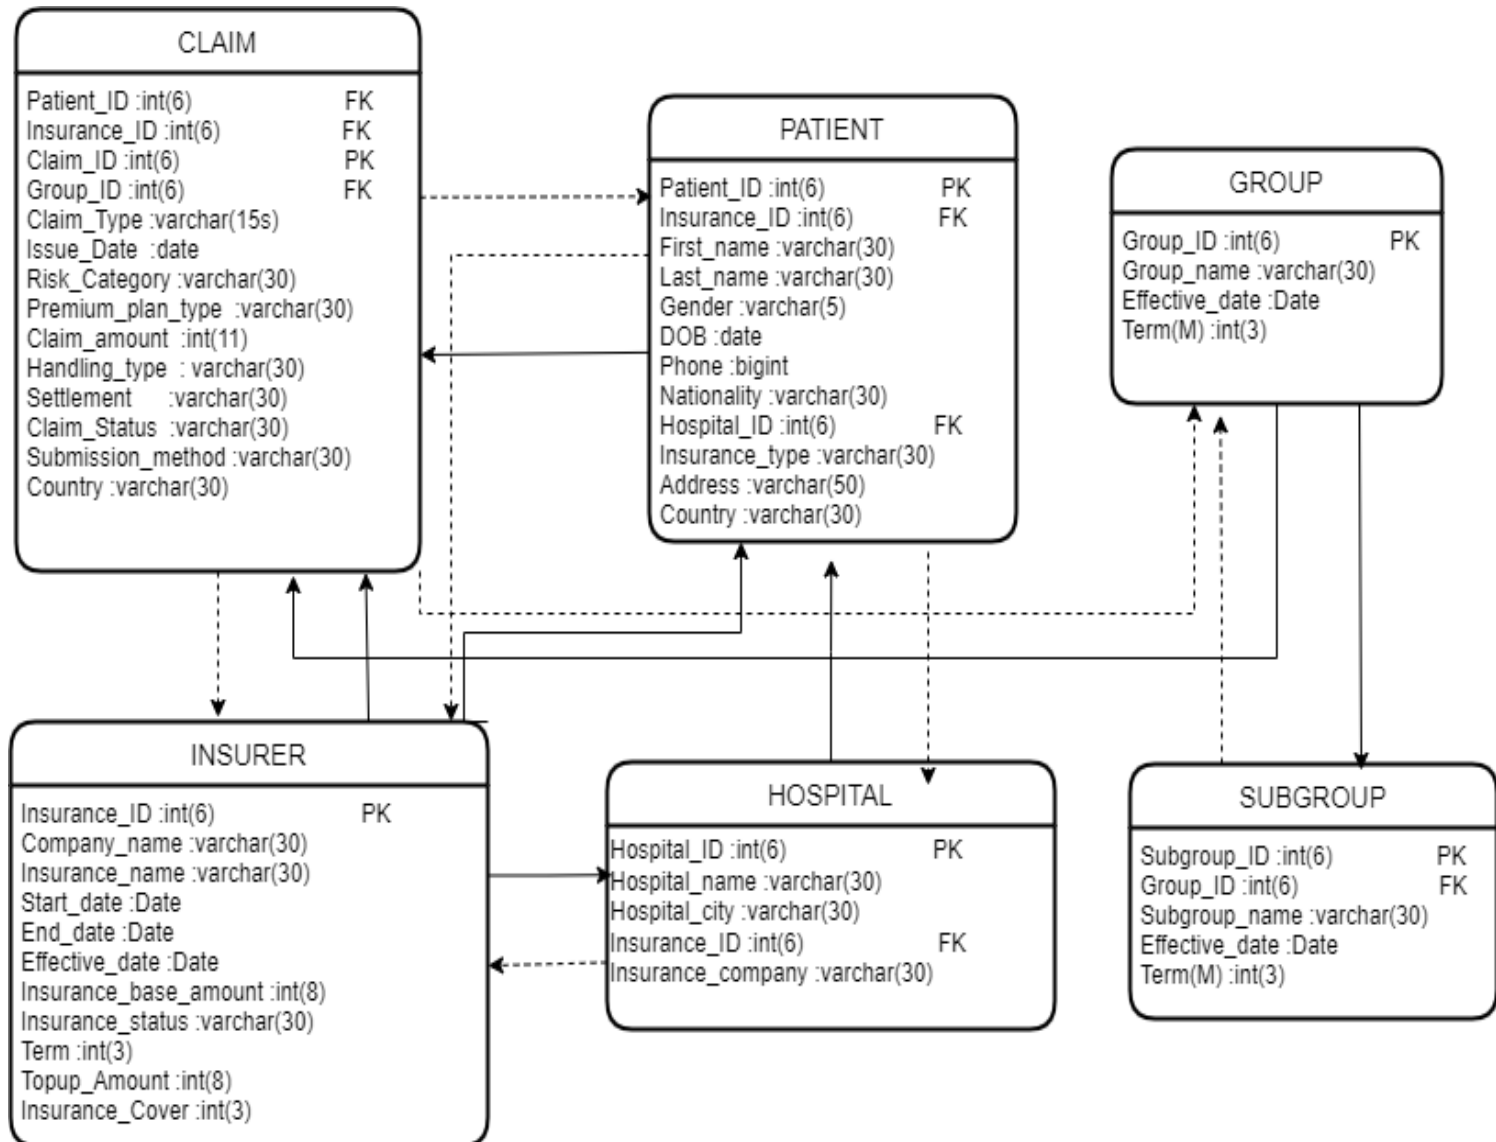 CLAIM
Patient_ID :int(6) FK
Insurance_ID :int(6) FK
Claim_ID :int(6) PK
Group_ID :int(6) FK
Claim_Type :varchar(15s)
Issue_Date :date
Risk_Category :varchar(30)
Premium_plan_type :varchar(30)
Claim_amount :int(11)
Handling_type : varchar(30)
Settlement :varchar(30)
Claim_Status :varchar(30)
Submission_method :varchar(30)
Country :varchar(30)
PATIENT
Patient_ID :int(6) PK
Insurance_ID :int(6) FK
First_name :varchar(30)
Last_name :varchar(30)
Gender :varchar(5)
DOB :date
Phone :bigint
Nationality :varchar(30)
Hospital_ID :int(6) FK
Insurance_type :varchar(30)
Address :varchar(50)
Country :varchar(30)
GROUP
Group_ID :int(6) PK
Group_name :varchar(30)
Effective_date :Date
Term(M) :int(3)
INSURER
Insurance_ID :int(6) PK
Company_name :varchar(30)
Insurance_name :varchar(30)
Start_date :Date
End_date :Date
Effective_date :Date
Insurance_base_amount :int(8)
Insurance_status :varchar(30)
Term :int(3)
Topup_Amount :int(8)
Insurance_Cover :int(3)
HOSPITAL
Hospital_ID :int(6) PK
Hospital_name :varchar(30)
Hospital_city :varchar(30)
Insurance_ID :int(6) FK
Insurance_company :varchar(30)
SUBGROUP
Subgroup_ID :int(6) PK
Group_ID :int(6) FK
Subgroup_name :varchar(30)
Effective_date :Date
Term(M) :int(3)